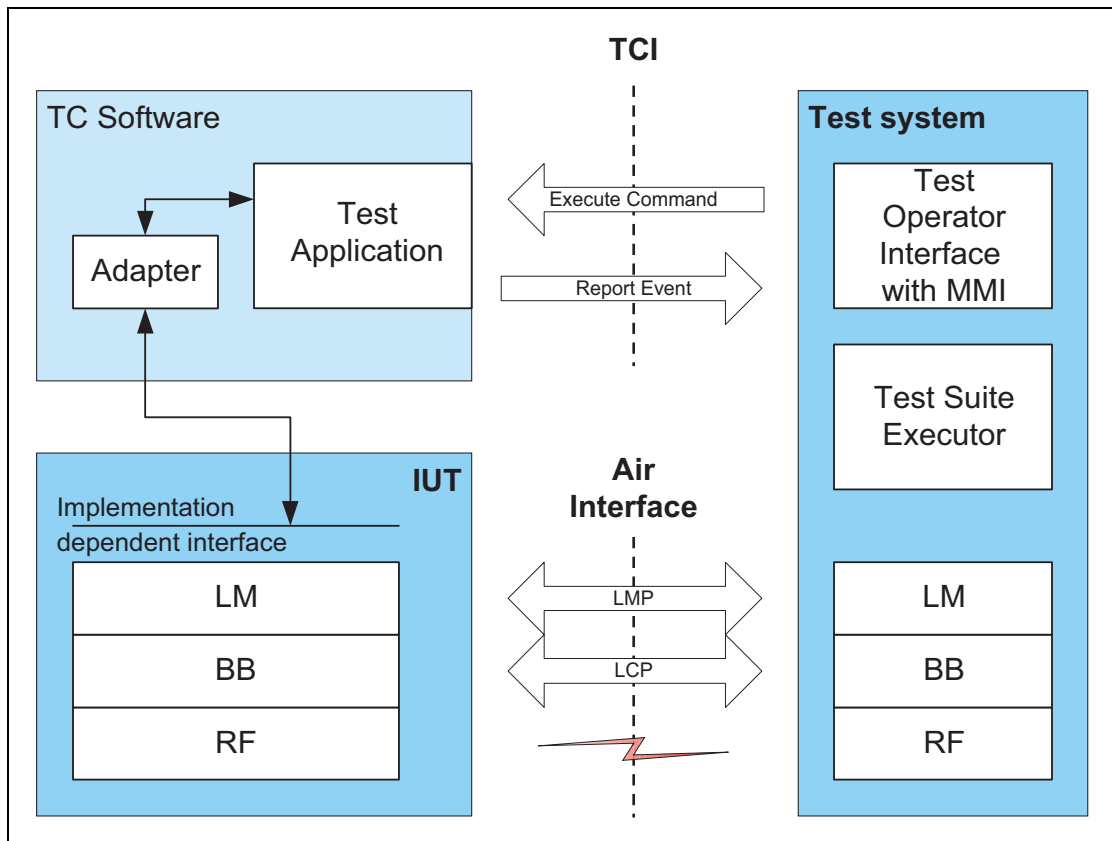 TCI
TC Software
Test
Application
Adapter
Execute Command
Report Event
Test system
Test
Operator
Interface
with MMI
Test Suite
Executor
IUT
Implementation
dependent interface
LM
BB
RF
Air
Interface
LMP
LCP
LM
BB
RF